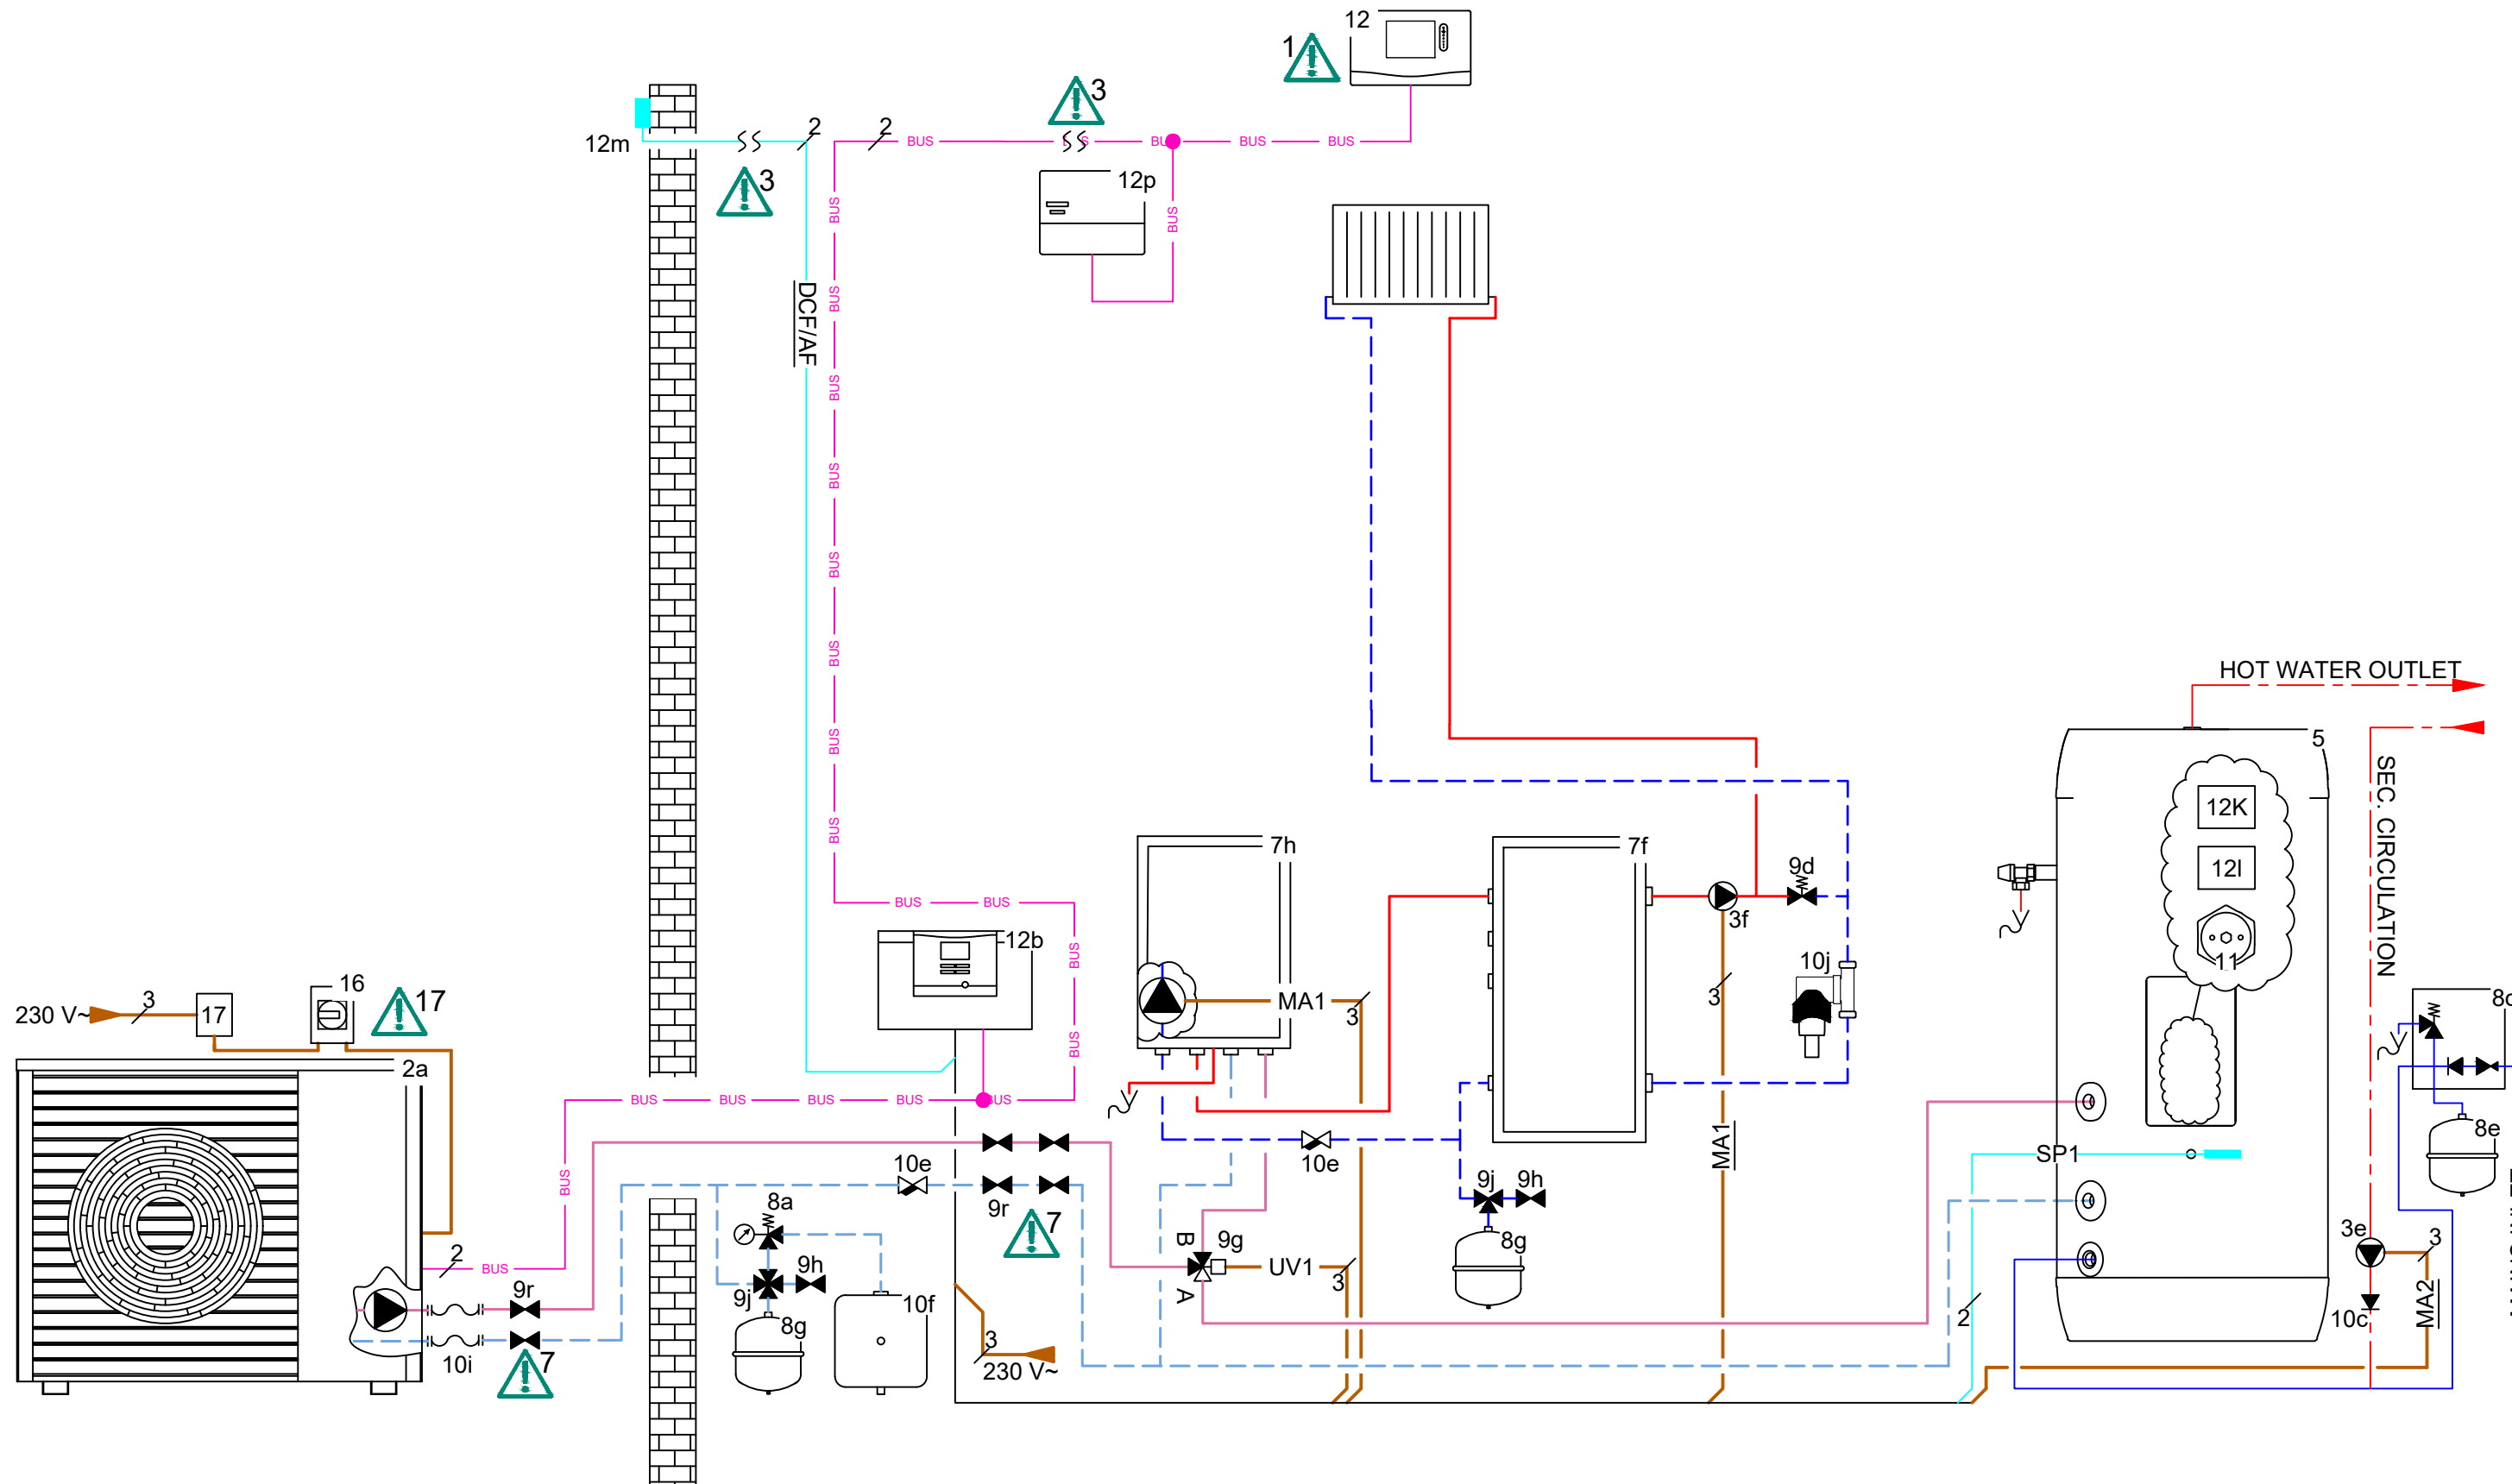 12
1
3
2
2
BUS
BUS
BUS
BUS
12m
3
12p
BUS
BUS
BUS
DCF/AF
BUS
BUS
BUS
BUS
BUS
BUS
BUS
HOT WATER OUTLET
5
SEC. CIRCULATION
12K
12l
11
7h
7f
9d
3f
BUS
BUS
12b
BUS
BUS
10j
16
17
230 V~
3
17
MA1
3
3
8e
2a
BUS
BUS
BUS
BUS
BUS
10e
10e
9r
7
8a
9h
9j
8g
10f
BUS
2
BUS
9r
10i
7
B
9g
A
UV1
3
9j
9h
8g
MA1
SP1
3e
3
10c
MA2
2
3
230 V~